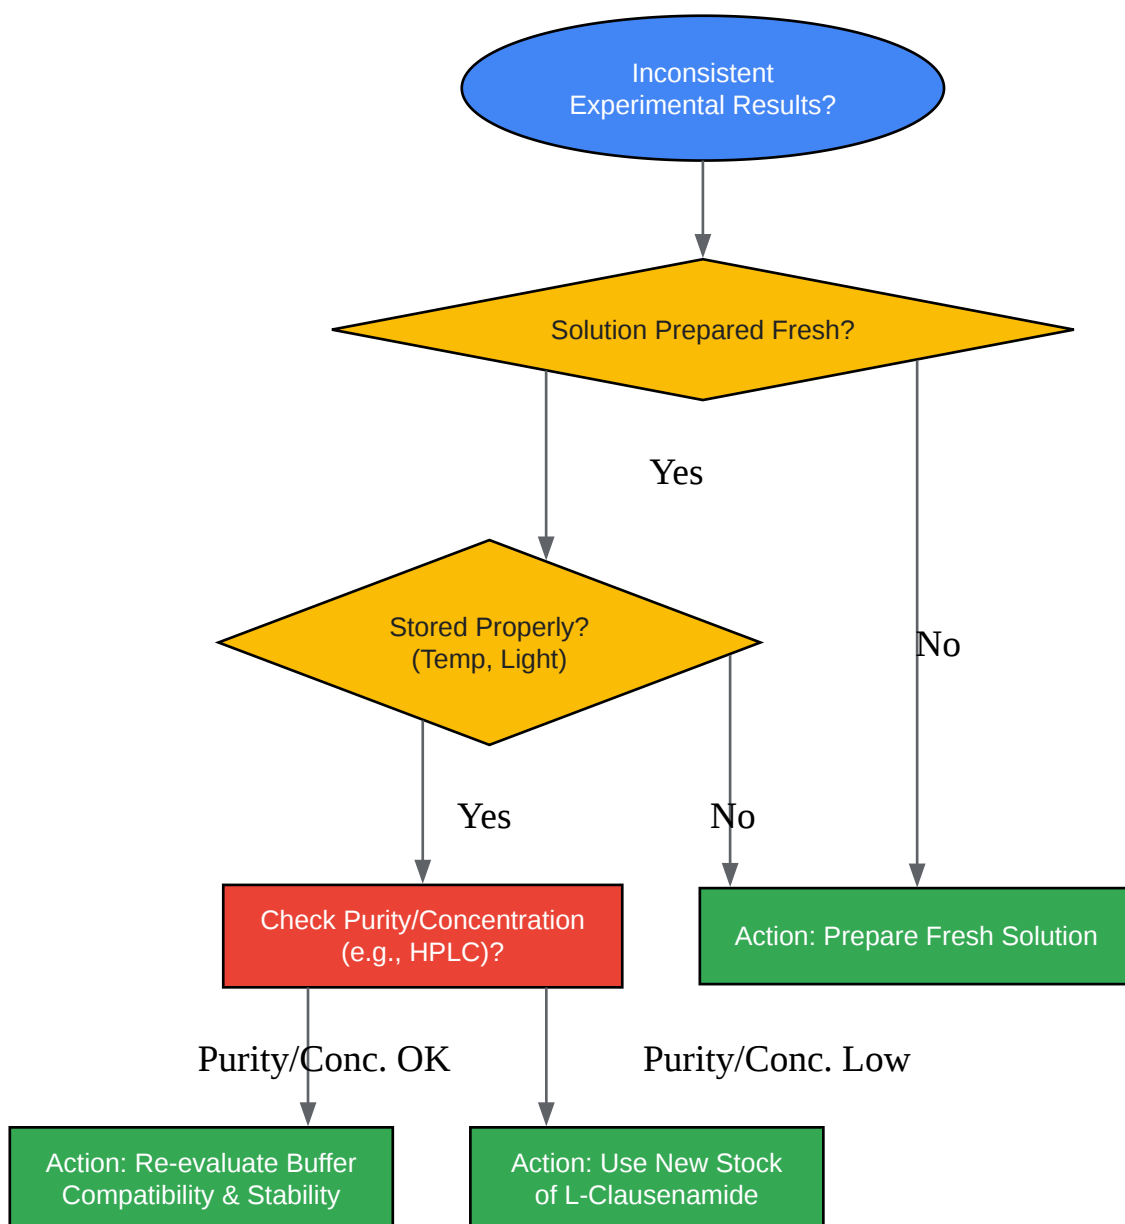 Inconsistent
Experimental Results?
Solution Prepared Fresh?
Yes
Stored Properly?
(Temp, Light)
No
Yes
No
Check Purity/Concentration
(e.g., HPLC)?
Action: Prepare Fresh Solution
Purity/Conc. OK
Purity/Conc. Low
Action: Re-evaluate Buffer
Compatibility & Stability
Action: Use New Stock
of L-Clausenamide